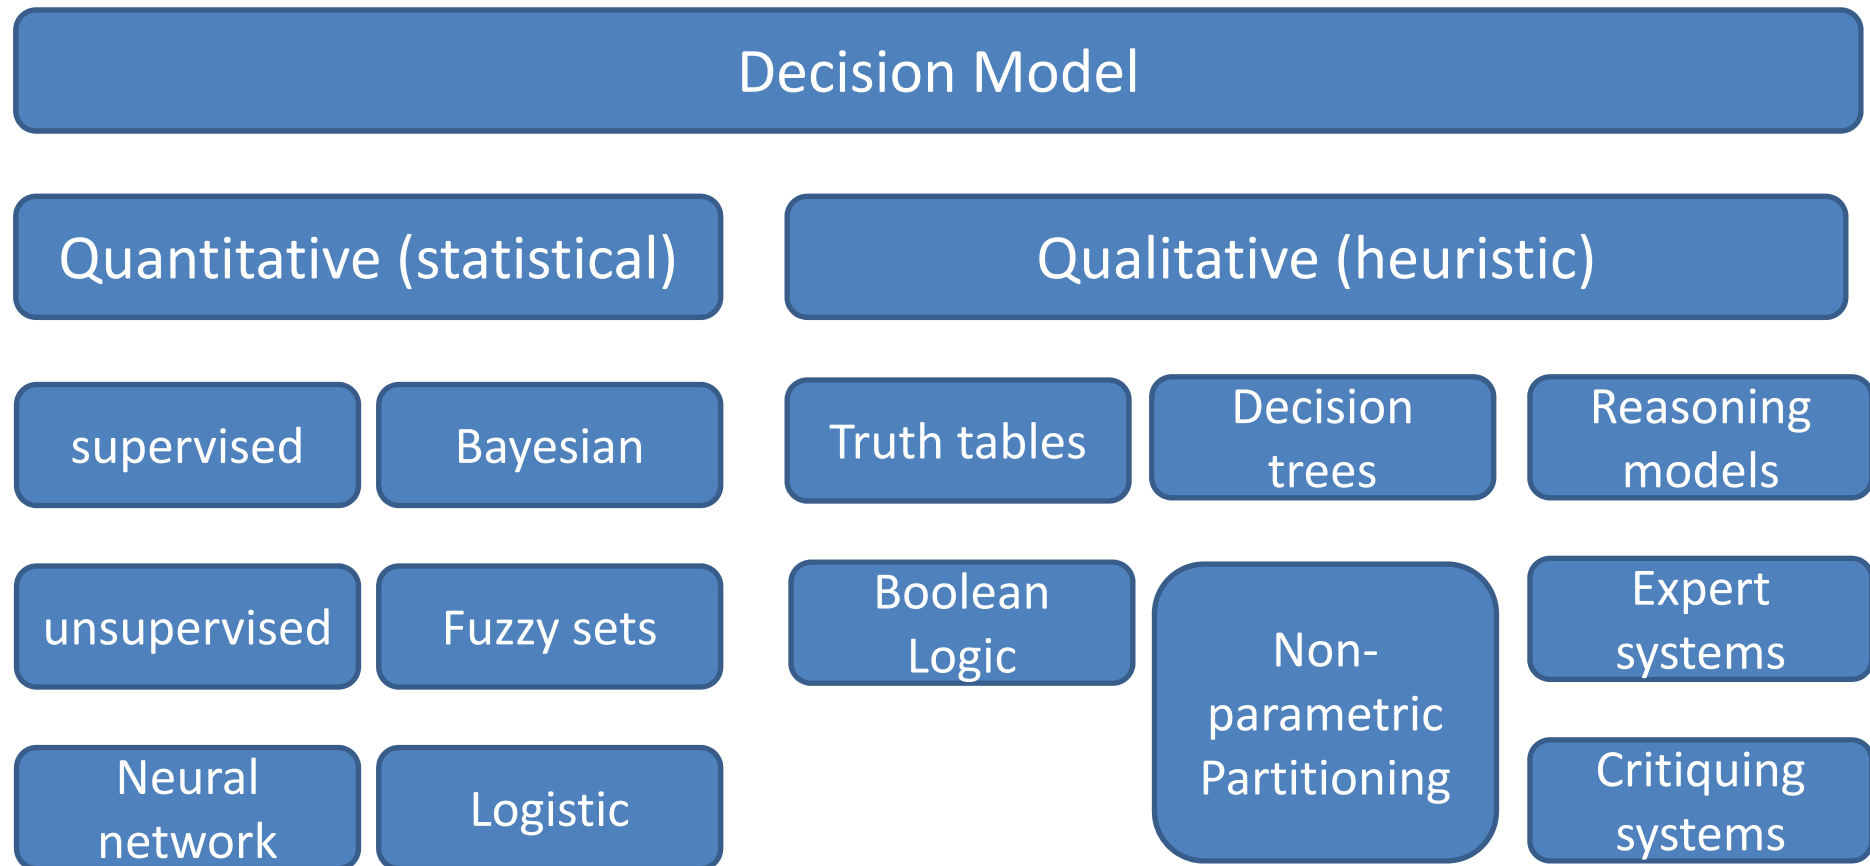 Decision Model
Quantitative (statistical)
Qualitative (heuristic)
supervised
Bayesian
Truth tables
Decision
trees
Reasoning
models
unsupervised
Fuzzy sets
Boolean
Logic
Non-
parametric
Partitioning
Expert
systems
Neural
network
Logistic
Critiquing
systems